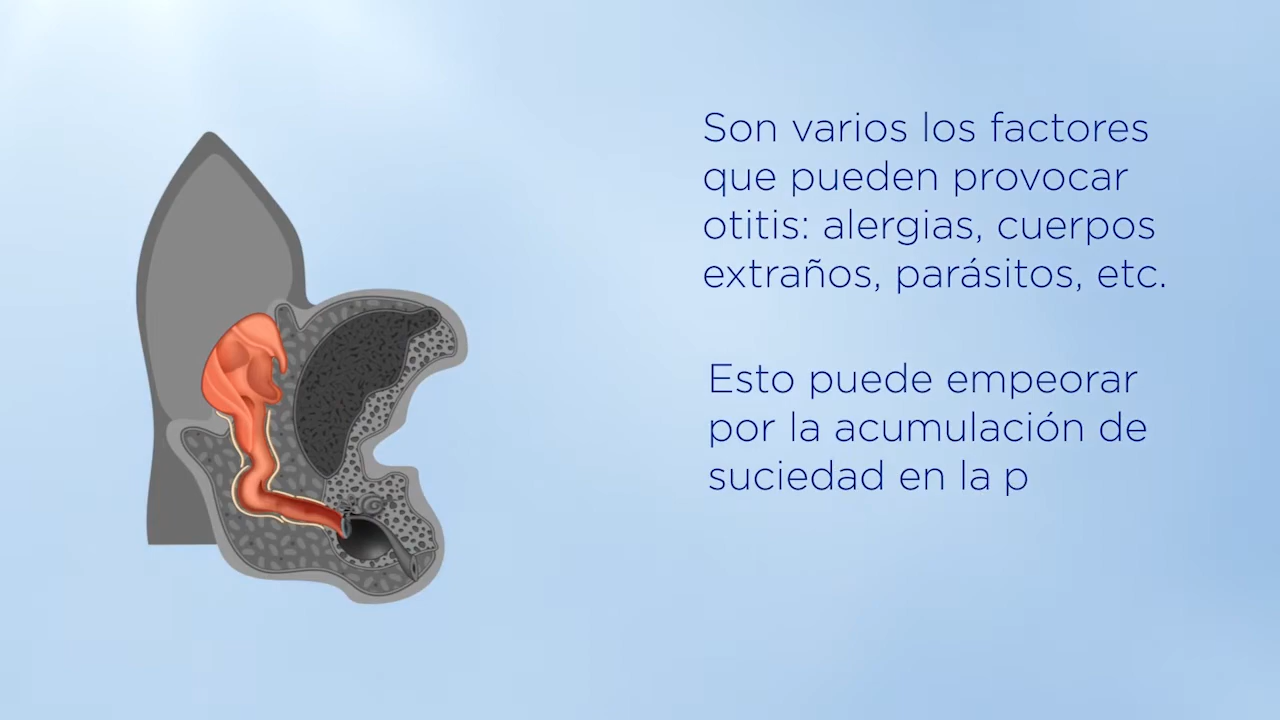 Son varios los factores
que pueden provocar
otitis: alergias, cuerpos
extraños, parásitos, etc.
Esto puede empeorar
por la acumulación de
suciedad en la p